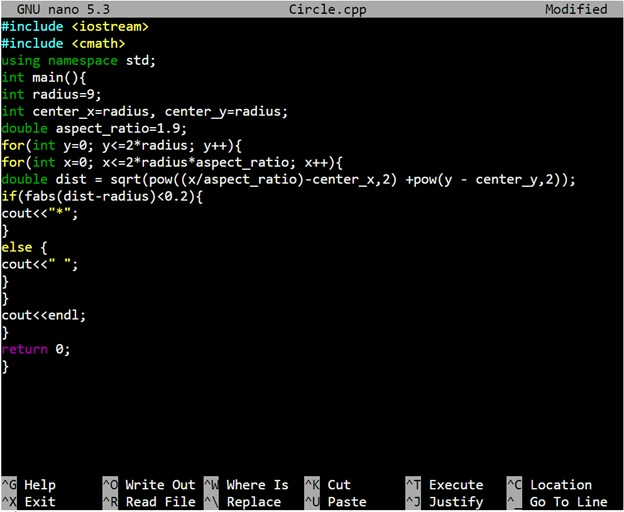 GNU nano 5.3 Circle.cpp Modified
#include <iostream>
#include <cmath>
using namespace std;
int main(){
int radius=9;
int center_x=radius, center_y=radius;
double aspect_ratio=1.9;
for(int y=0; y<=2*radius; y++){
for(int x=0; x<=2*radius*aspect_ratio; x++){
double dist = sqrt(pow((x/aspect_ratio)-center_x,2) +pow(y - center_y,2));
if(fabs(dist-radius)<0.2){
cout<<"*";
}
else {
cout<<" ";
}
}
cout<<endl;
}
return 0;
}
^G Help ^O Write Out ^W Where Is ^K Cut ^T Execute ^C Location
^X Exit ^R Read File ^\ Replace ^U Paste ^J Justify ^_ Go To Line